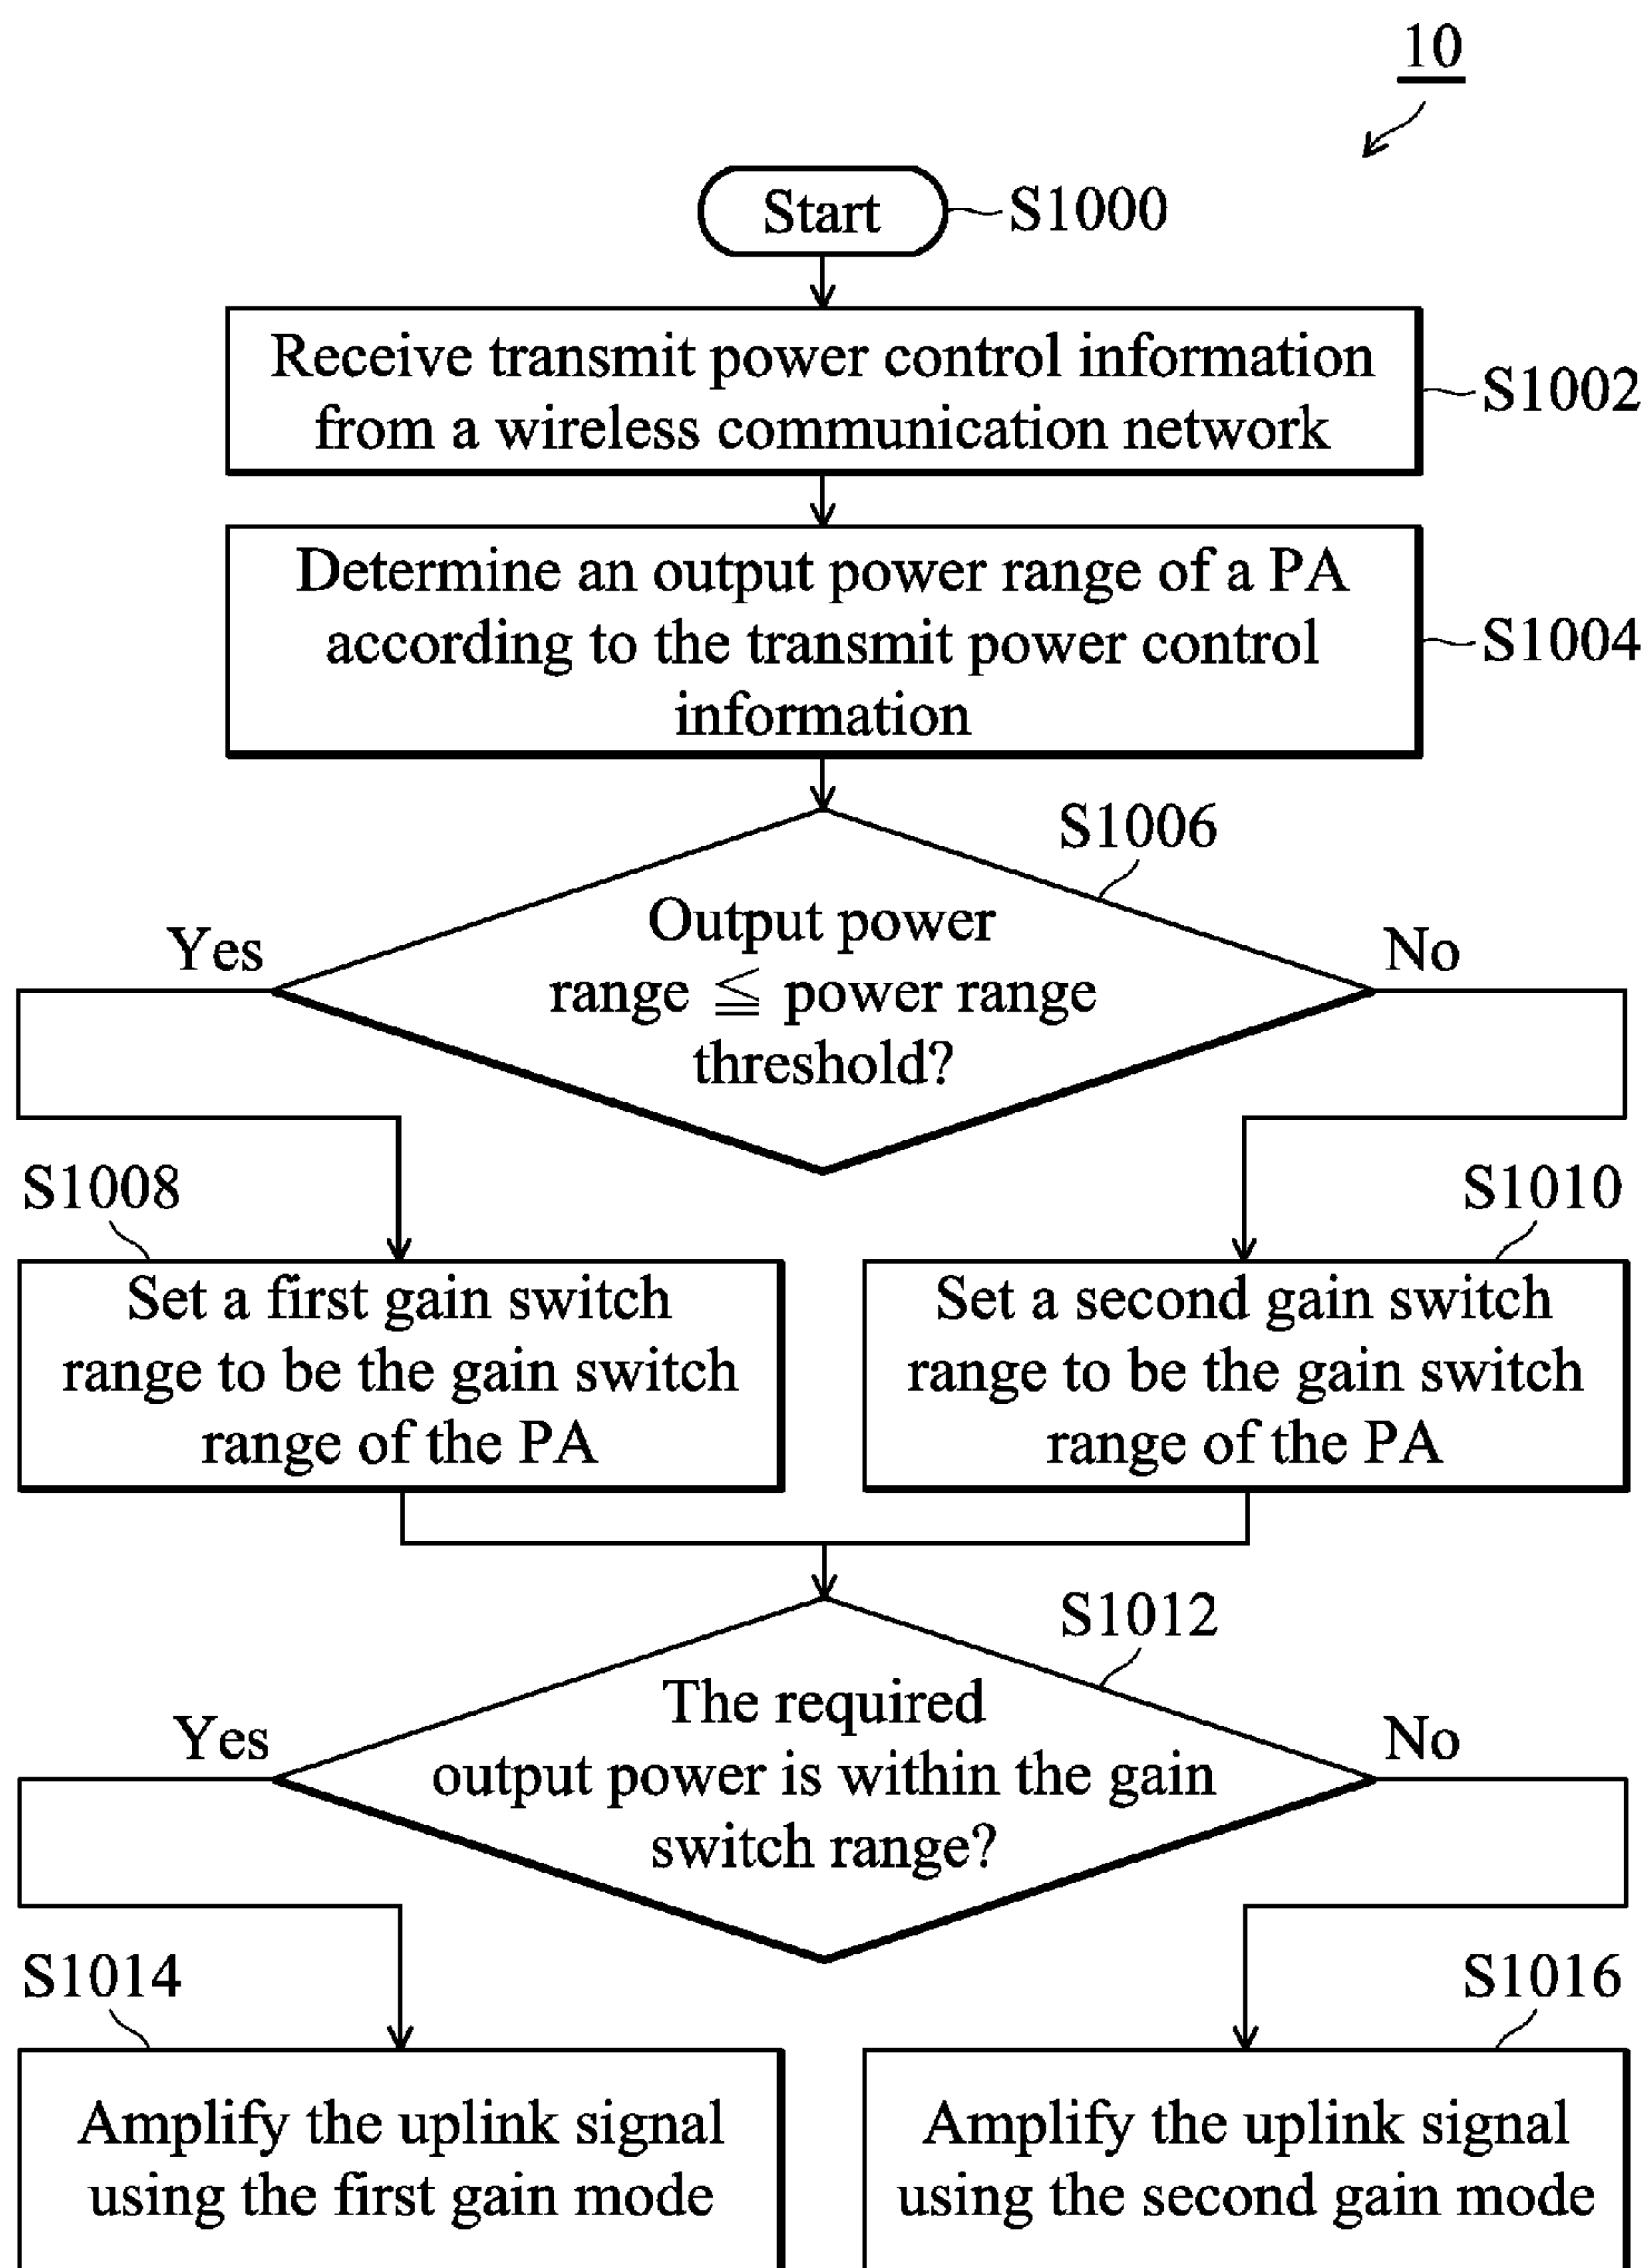 10
Start
S1000
Receive transmit power control information
from a wireless communication network
S1002
Determine an output power range of a PA
according to the transmit power control
information
S1004
S1006
Output power
range ≦ power range
threshold?
Yes
No
S1008
Set a first gain switch
range to be the gain switch
range of the PA
S1010
Set a second gain switch
range to be the gain switch
range of the PA
S1012
The required
output power is within the gain
switch range?
Yes
No
S1014
Amplify the uplink signal
using the first gain mode
S1016
Amplify the uplink signal
using the second gain mode